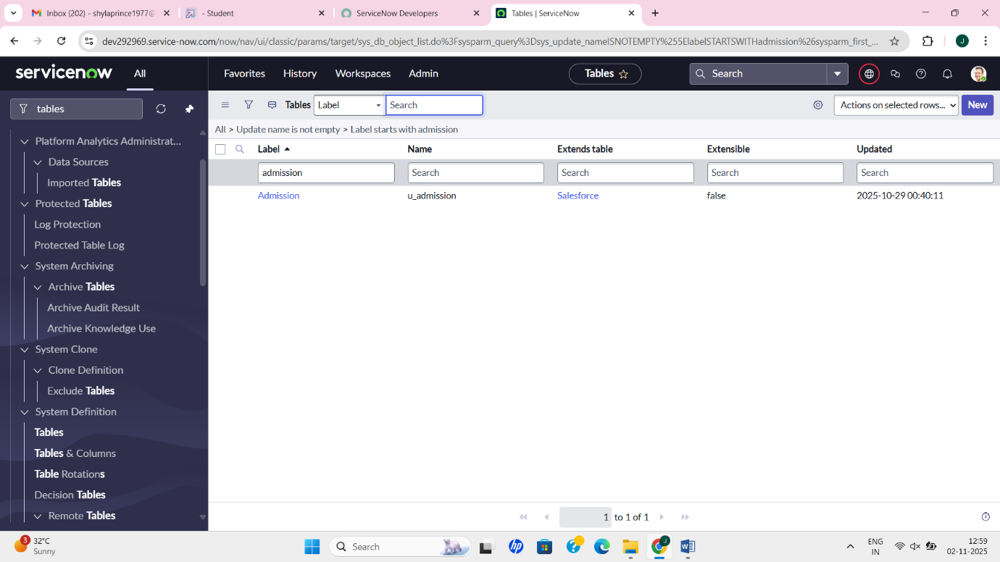 Inbox (202) - shylaprince1977@
- Student
ServiceNow Developers
Tables | ServiceNow
dev292969.service-now.com/now/nav/ui/classic/params/target/sys_db_object_list.do%3Fsysparm_query%3Dsys_update_nameISNOTEMPTY%255ElabelSTARTSWITHadmission%26sysparm_first_...
J
servicenow
All
Favorites
History
Workspaces
Admin
Tables
Search
tables
Tables
Label
Search
Actions on selected rows...
New
All > Update name is not empty > Label starts with admission
Label
Name
Extends table
Extensible
Updated
admission
Search
Search
Search
Search
Admission
u_admission
Salesforce
false
2025-10-29 00:40:11
Platform Analytics Administrat...
Data Sources
Imported Tables
Protected Tables
Log Protection
Protected Table Log
System Archiving
Archive Tables
Archive Audit Result
Archive Knowledge Use
System Clone
Clone Definition
Exclude Tables
System Definition
Tables
Tables & Columns
Table Rotations
Decision Tables
Remote Tables
1 to 1 of 1
3
32°C
Sunny
Search
hp
J
ENG
IN
12:59
02-11-2025